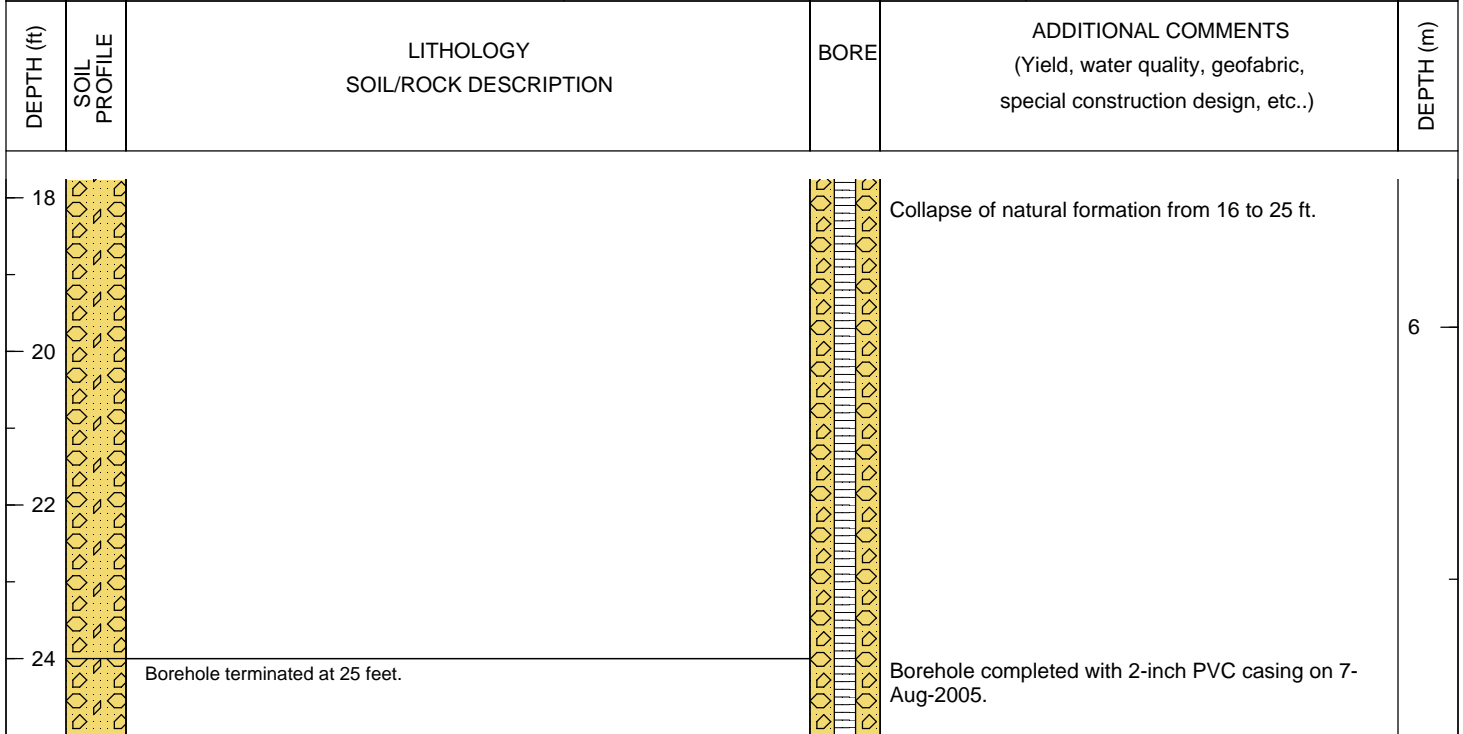 DEPTH (ft)
SOIL
PROFILE
LITHOLOGY
SOIL/ROCK DESCRIPTION
BORE
ADDITIONAL COMMENTS
(Yield, water quality, geofabric,
special construction design, etc..)
DEPTH (m)
18
Collapse of natural formation from 16 to 25 ft.
6
20
22
24
Borehole terminated at 25 feet.
Borehole completed with 2-inch PVC casing on 7-
Aug-2005.